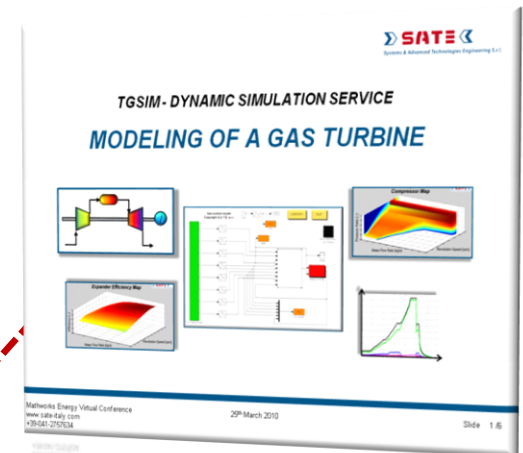 SATE
Systems & Advanced Technologies Engineering S.r.l.
TGSIM - DYNAMIC SIMULATION SERVICE
MODELING OF A GAS TURBINE
Compressor Map
Expander Efficiency Map
Mathworks Energy Virtual Conference
www.sate-italy.com
+39-041-2757634
25th March 2010
Slide 1 /6